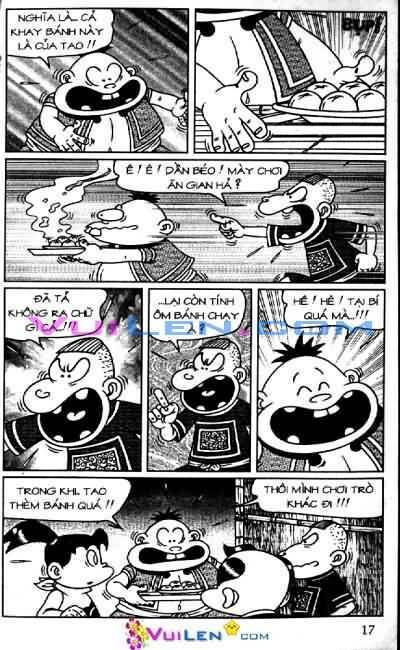 NGHĨA LÀ... CẢ
KHAY BÁNH NÀY
LÀ CỦA TAO !!
Ê ! Ê ! DẦN BÉO ! MÀY CHƠI
ĂN GIAN HẢ ?
ĐÃ TẢ
KHÔNG RA CHỮ
GÌ CẢ !!!
...LẠI CÒN TÍNH
ÔM BÁNH CHẠY
À ?
HÊ ! HÊ ! TẠI BÍ
QUÁ MÀ...!!!
VUILEN.COM
TRONG KHI.. TAO
THÈM BÁNH QUÁ !!
THÔI MÌNH CHƠI TRÒ
KHÁC ĐI !!!
17
VUILEN.COM